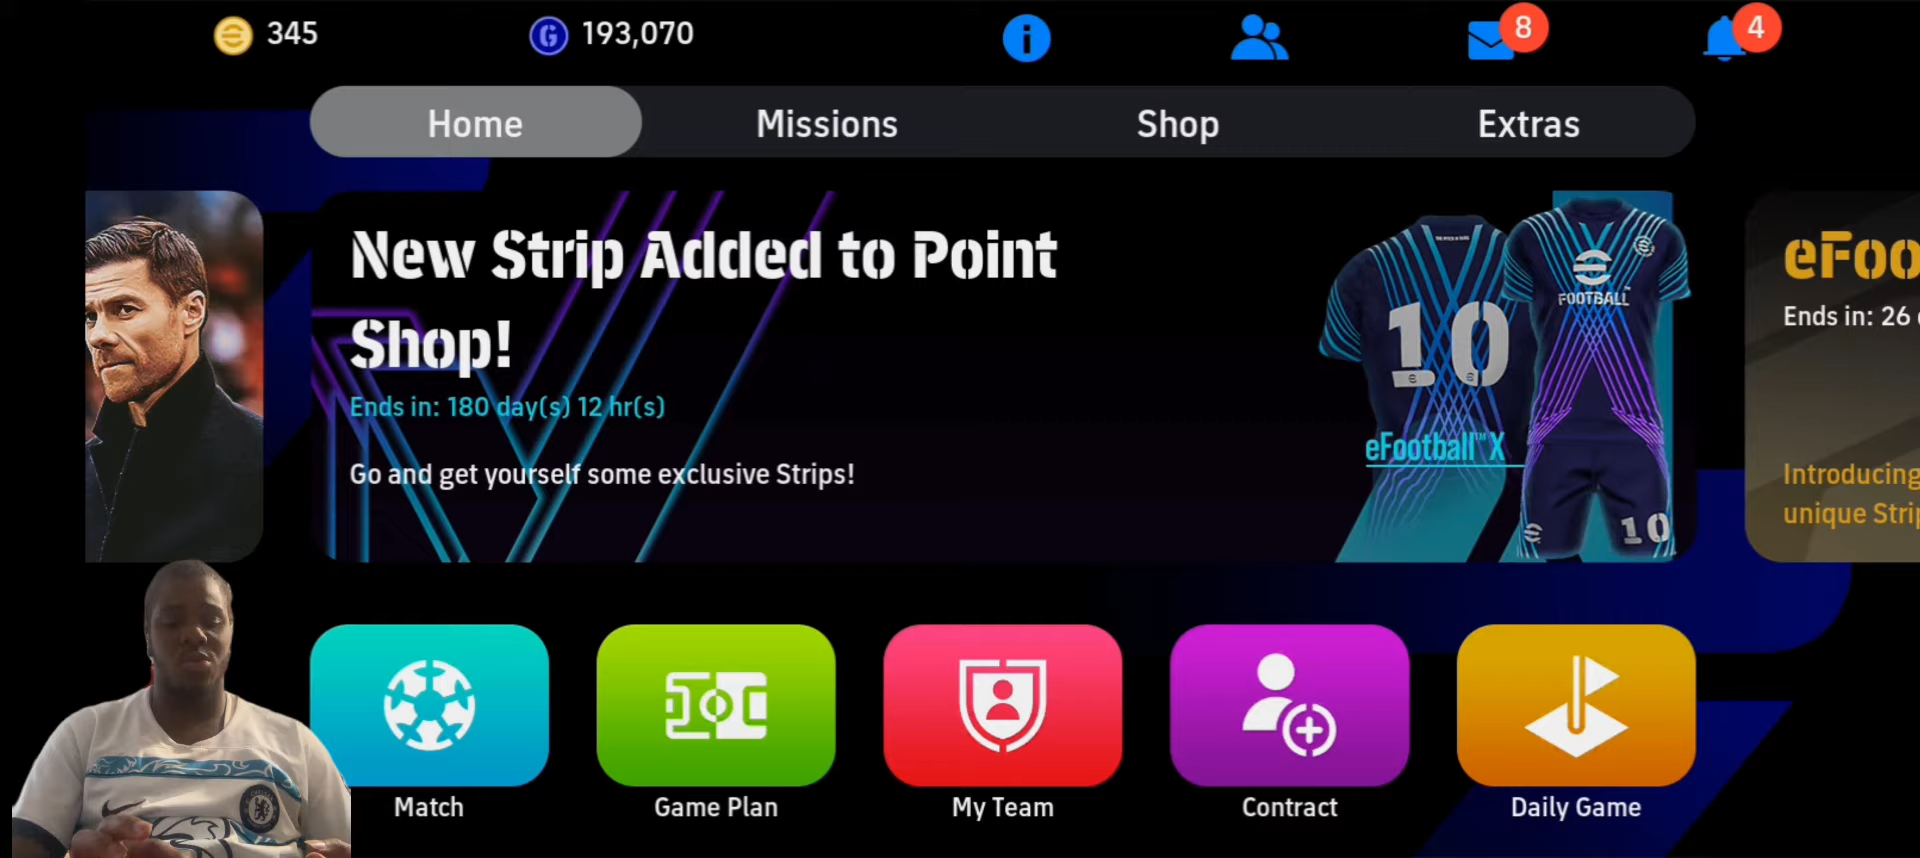 345
193,070
8
4
Home
Missions
Shop
Extras
New Strip Added to Point
Shop!
Ends in: 180 day(s) 12 hr(s)
Go and get yourself some exclusive Strips!
10
FOOTBALL™
eFootball™ X
10
eFoo
Ends in: 26
Introducing
unique Strip
Match
Game Plan
My Team
Contract
Daily Game